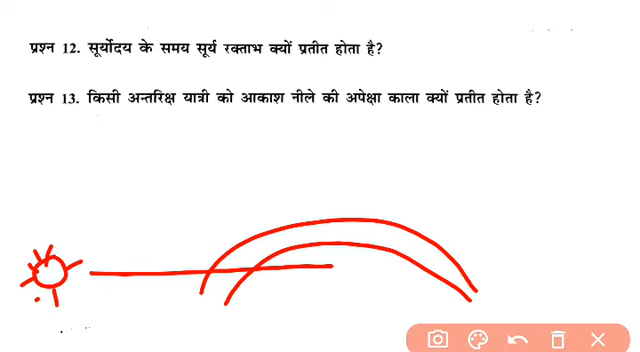 प्रश्न 12. सूर्योदय के समय सूर्य रक्ताभ क्यों प्रतीत होता है?
प्रश्न 13. किसी अन्तरिक्ष यात्री को आकाश नीले की अपेक्षा काला क्यों प्रतीत होता है?